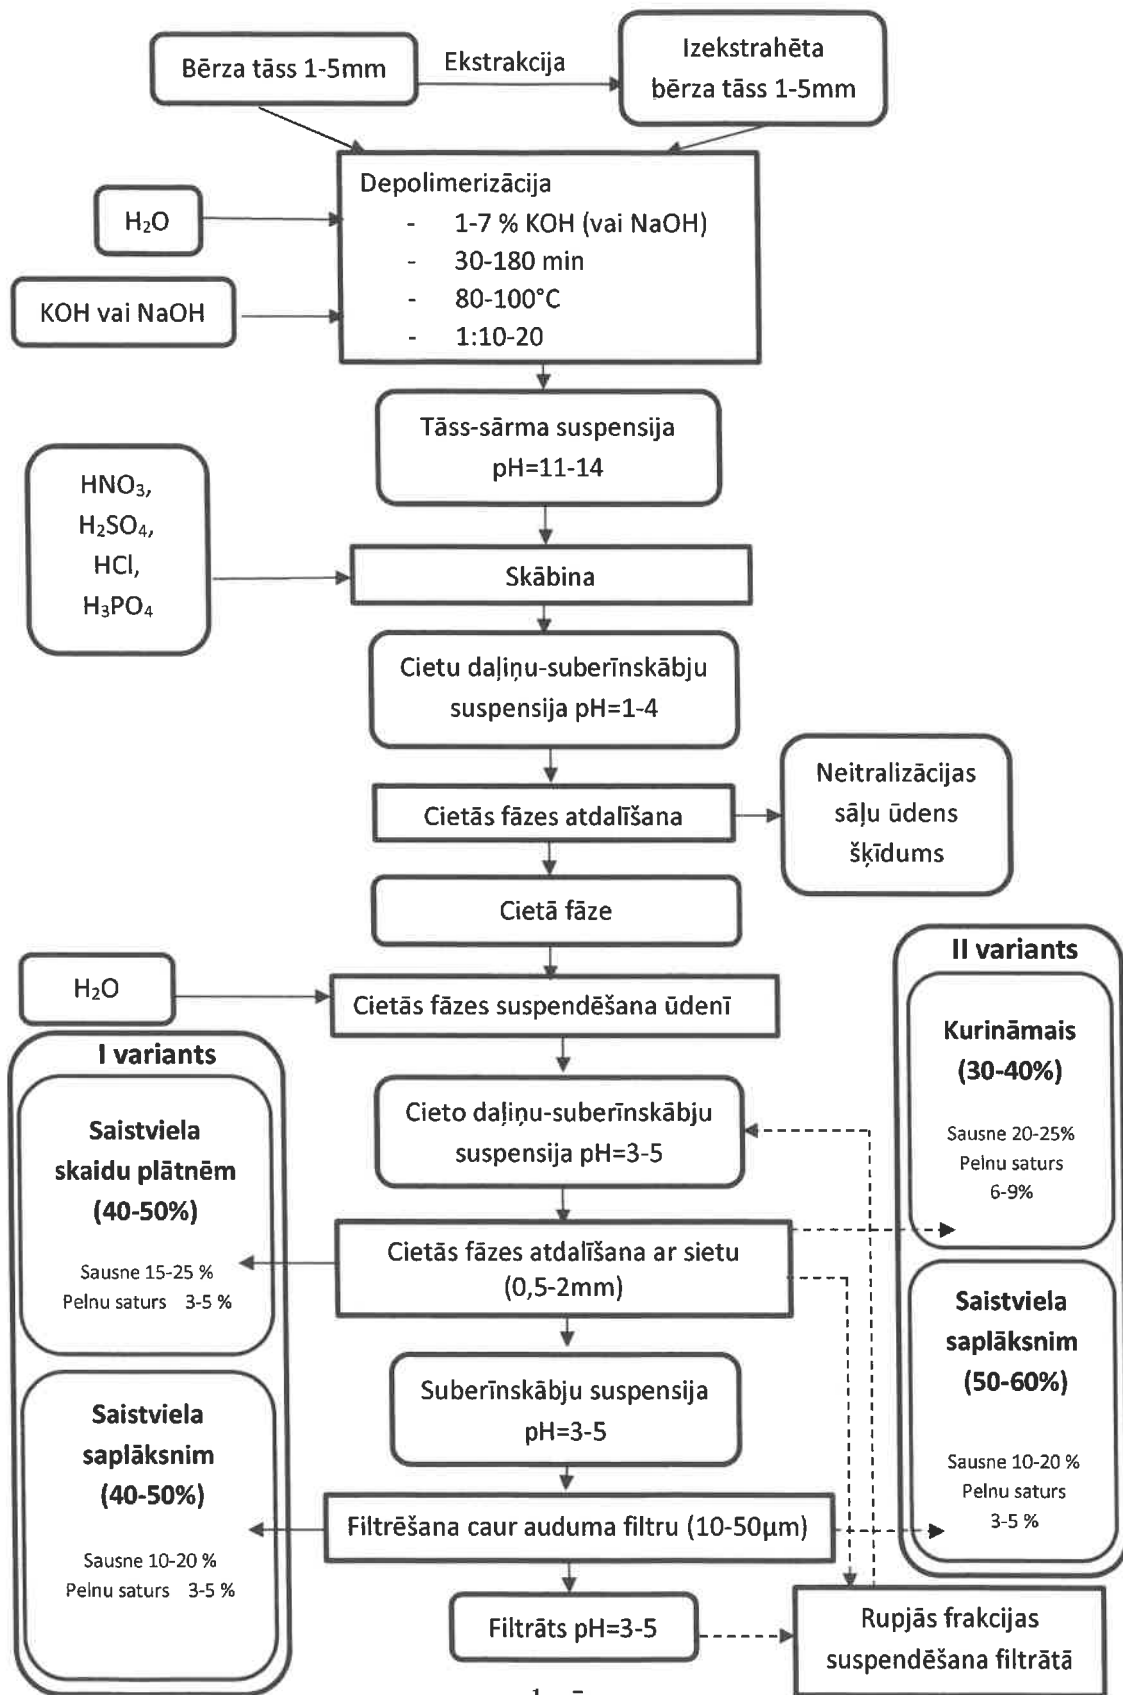 Bērza tāss 1-5mm
Ekstrakcija
Izekstrahēta
bērza tāss 1-5mm
Depolimerizācija
- 1-7 % KOH (vai NaOH)
- 30-180 min
- 80-100°C
- 1:10-20
H₂O
KOH vai NaOH
Tāss-sārma suspensija
pH=11-14
HNO₃,
H₂SO₄,
HCl,
H₃PO₄
Skābina
Cietu daļiņu-suberīnskābju
suspensija pH=1-4
Cietās fāzes atdalīšana
Neitralizācijas
sāļu ūdens
šķīdums
Cietā fāze
H₂O
Cietās fāzes suspendēšana ūdenī
I variants
Saistviela
skaidu plātnēm
(40-50%)
Sausne 15-25 %
Pelnu saturs 3-5 %
Saistviela
saplāksnim
(40-50%)
Sausne 10-20 %
Pelnu saturs 3-5 %
Cieto daļiņu-suberīnskābju
suspensija pH=3-5
Cietās fāzes atdalīšana ar sietu
(0,5-2mm)
Suberīnskābju suspensija
pH=3-5
Filtrēšana caur auduma filtru (10-50μm)
Filtrāts pH=3-5
II variants
Kurināmais
(30-40%)
Sausne 20-25%
Pelnu saturs
6-9%
Saistviela
saplāksnim
(50-60%)
Sausne 10-20 %
Pelnu saturs
3-5 %
Rupjās frakcijas
suspendēšana filtrātā